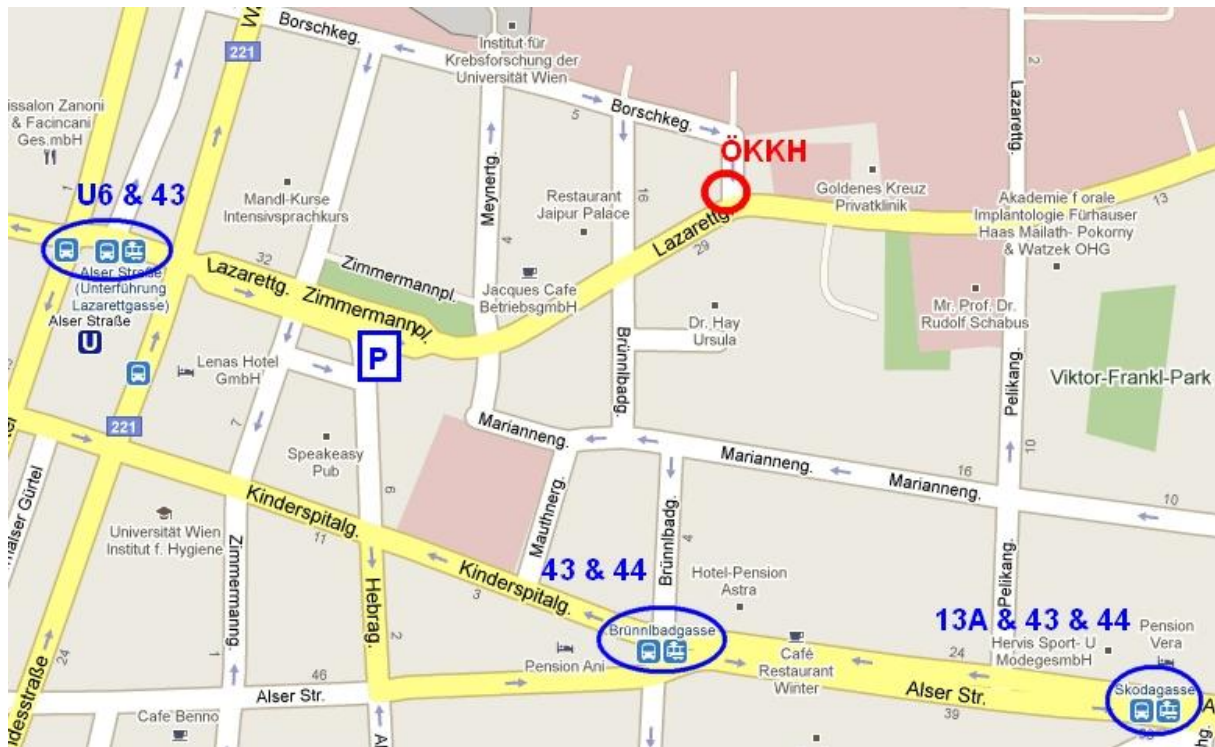 Borschkeg.
221
Institut für
Krebsforschung der
Universität Wien
2
Lazarettg.
issalon Zanoni
& Facincani
Ges.mbH
5
Borschkeg.
ÖKKH
1
U6 & 43
Mandl-Kurse
Intensivsprachkurs
Meynertg.
Restaurant
Jaipur Palace
16
Goldenes Kreuz
Privatklinik
Akademie f orale
Implantologie Fürhauser
Haas Mailath- Pokorny
& Watzek OHG
13
4
Lazarettg.
29
Alser Straße
(Unterführung
Lazarettgasse)
Alser Straße
U
32
Lazarettg. Zimmermannpl.
Zimmermannpl.
Jacques Cafe
BetriebsgmbH
Mr. Prof. Dr.
Rudolf Schabus
Dr. Hay
Ursula
P
Lenas Hotel
GmbH
Brünnlbadg.
Pelikang.
Viktor-Frankl-Park
221
7
Marianneng.
Marianneng.
Marianneng.
16
10
10
Speakeasy
Pub
6
Kinderspitalg.
11
Mauthnerg.
Brünnlbadg.
4
Universität Wien
Institut f. Hygiene
Zimmermanng.
Hebrag.
43 & 44
Kinderspitalg.
3
Hotel-Pension
Astra
Pelikang.
13A & 43 & 44
Brünnlbadgasse
Pension Ani
Café
Restaurant
Winter
24
Hervis Sport- U
ModegesmbH
Pension
Vera
Skodagasse
2
1
24
46
Alser Str.
Alser Str.
39
Cafe Benno